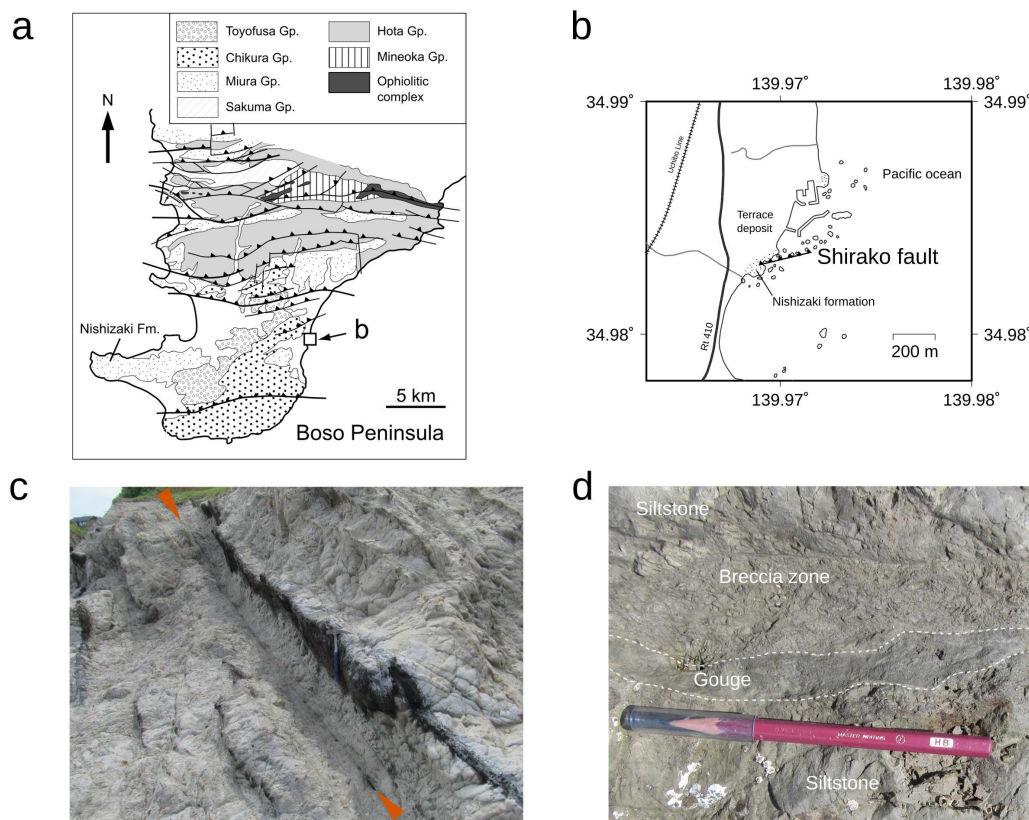 a
Toyofusa Gp.
Chikura Gp.
Miura Gp.
Sakuma Gp.
Hota Gp.
Mineoka Gp.
Ophiolitic
complex
N
Nishizaki Fm.
b
5 km
Boso Peninsula
b
139.97°
139.98°
34.99°
34.99°
Uchibo Line
Pacific ocean
Terrace
deposit
Shirako fault
Nishizaki formation
34.98°
34.98°
Rt 410
200 m
139.97°
139.98°
c
d
Siltstone
Breccia zone
Gouge
MASTER WRITING
HB
Siltstone